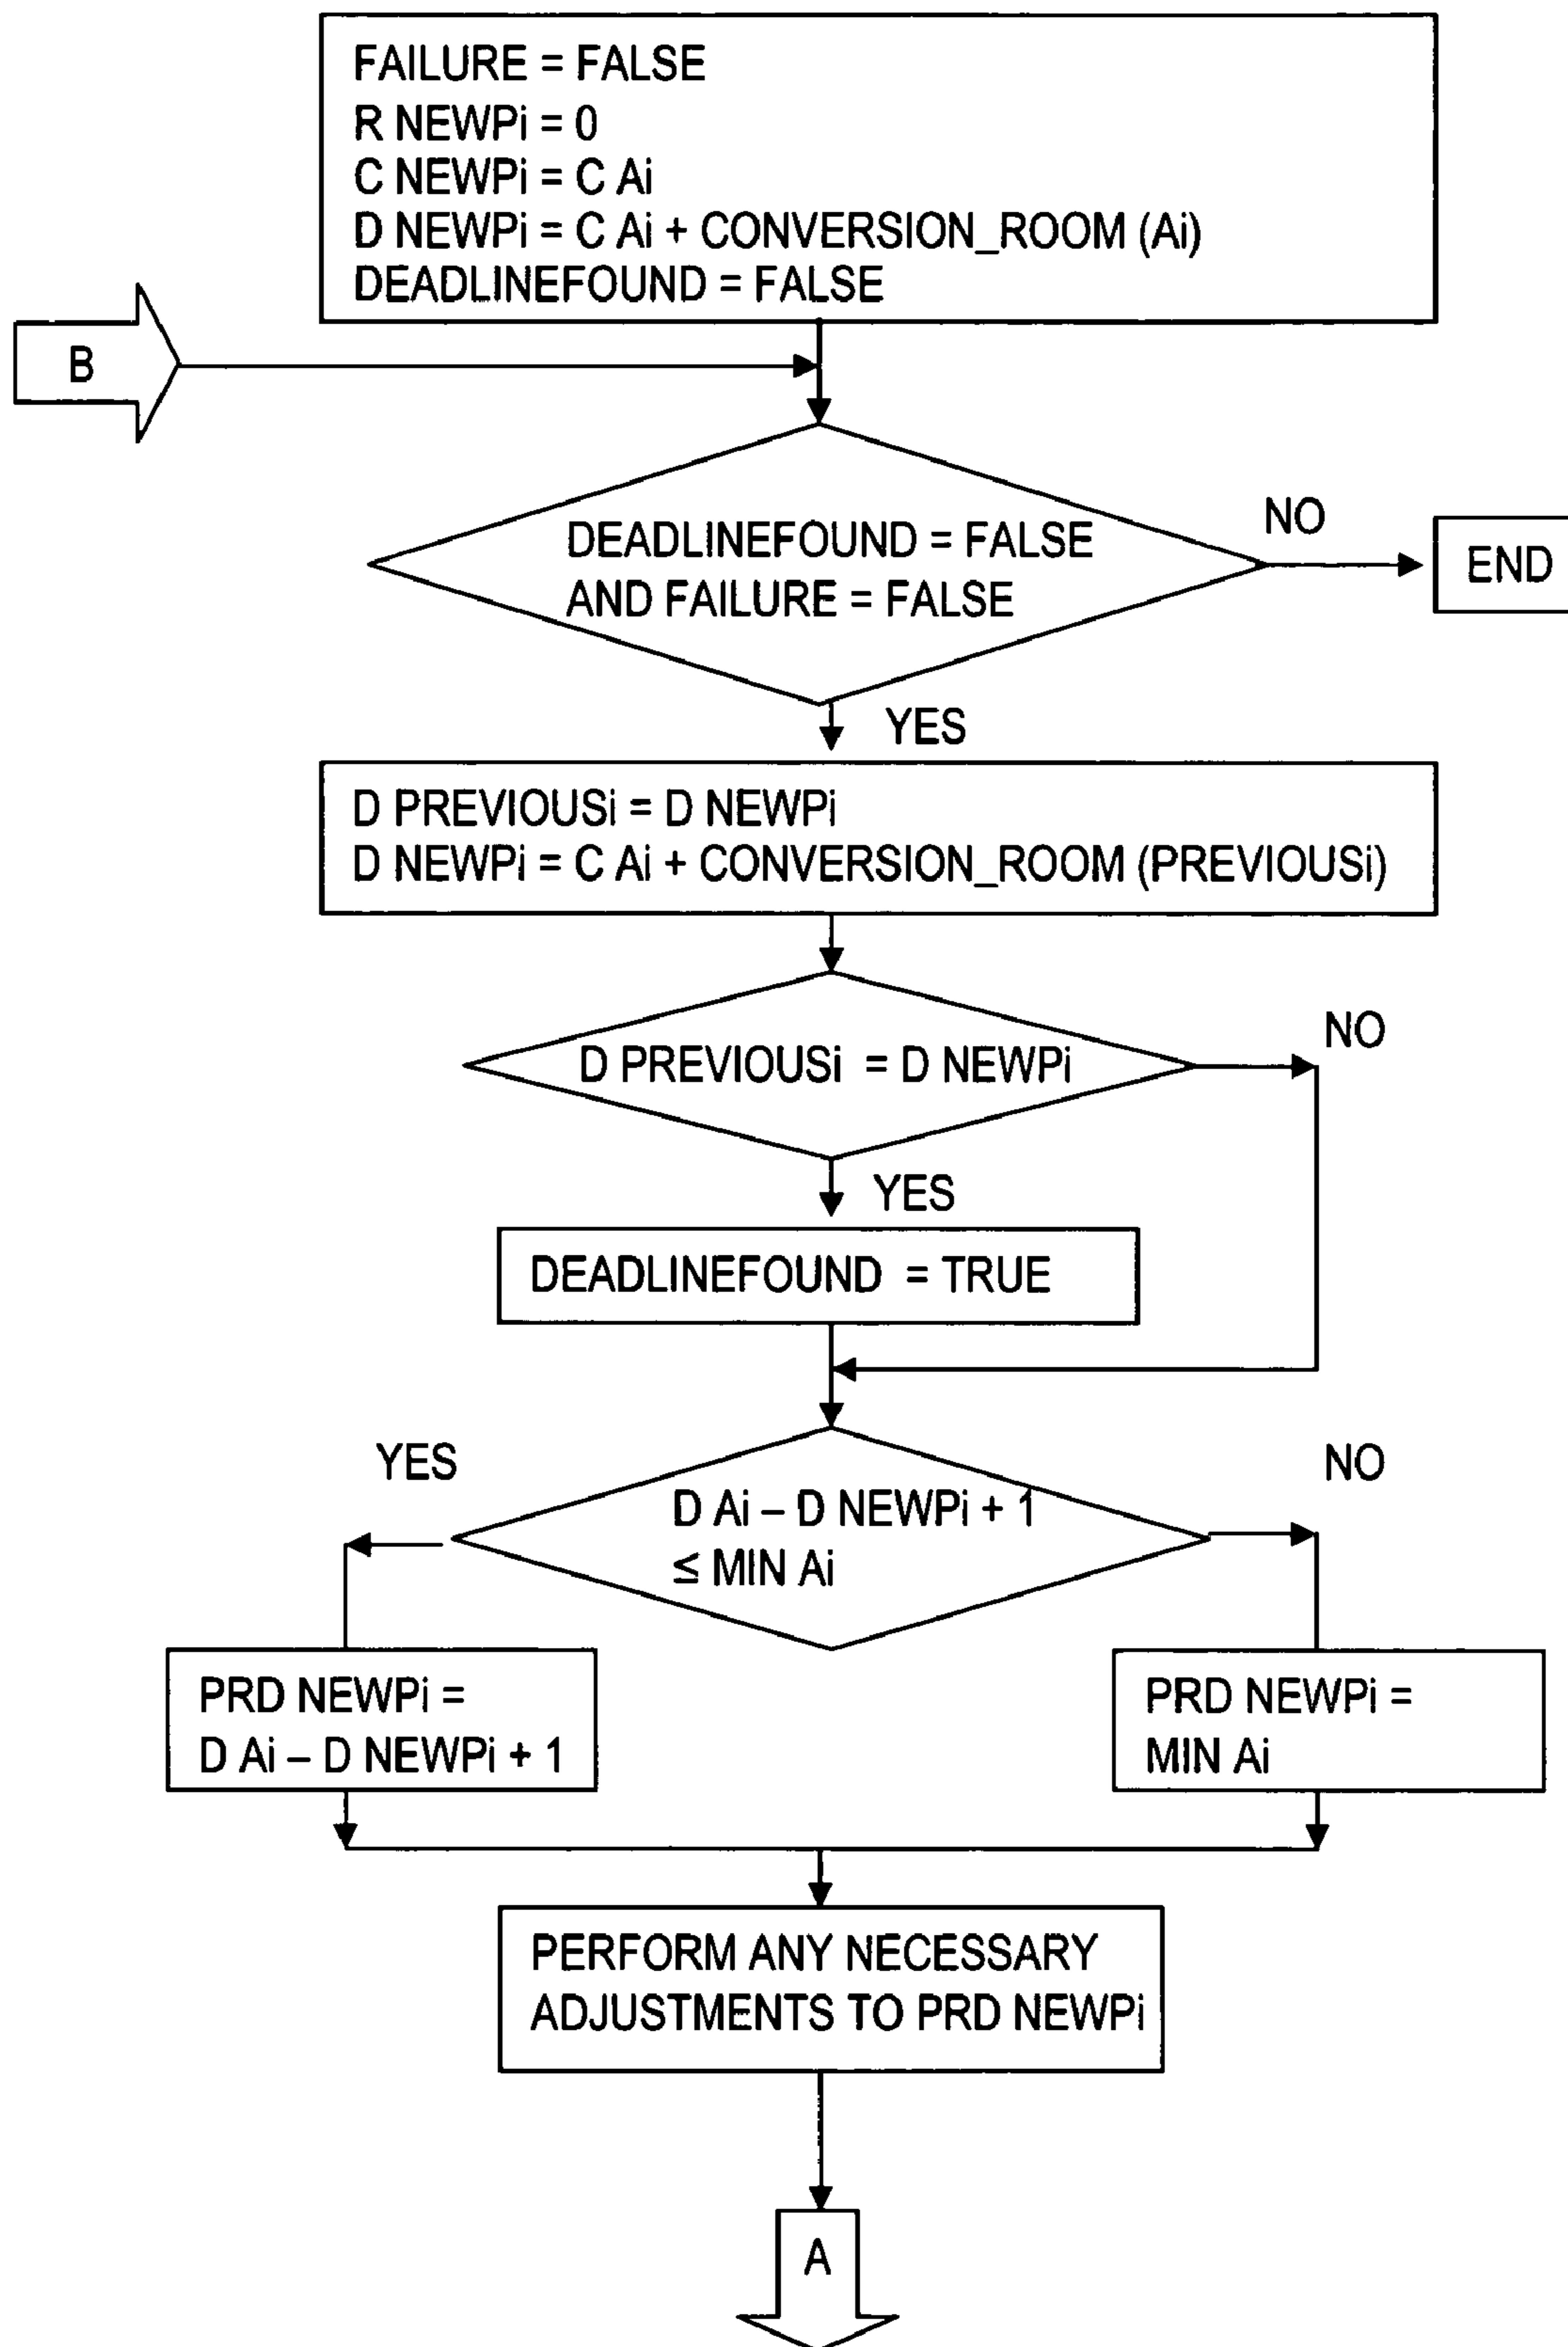 FAILURE = FALSE
R NEWPi = 0
C NEWPi = C Ai
D NEWPi = C Ai + CONVERSION_ROOM (Ai)
DEADLINEFOUND = FALSE
B
DEADLINEFOUND = FALSE
AND FAILURE = FALSE
NO
END
YES
D PREVIOUSi = D NEWPi
D NEWPi = C Ai + CONVERSION_ROOM (PREVIOUSi)
D PREVIOUSi = D NEWPi
NO
YES
DEADLINEFOUND = TRUE
YES
NO
D Ai – D NEWPi + 1
≤ MIN Ai
PRD NEWPi =
D Ai – D NEWPi + 1
PRD NEWPi =
MIN Ai
PERFORM ANY NECESSARY
ADJUSTMENTS TO PRD NEWPi
A